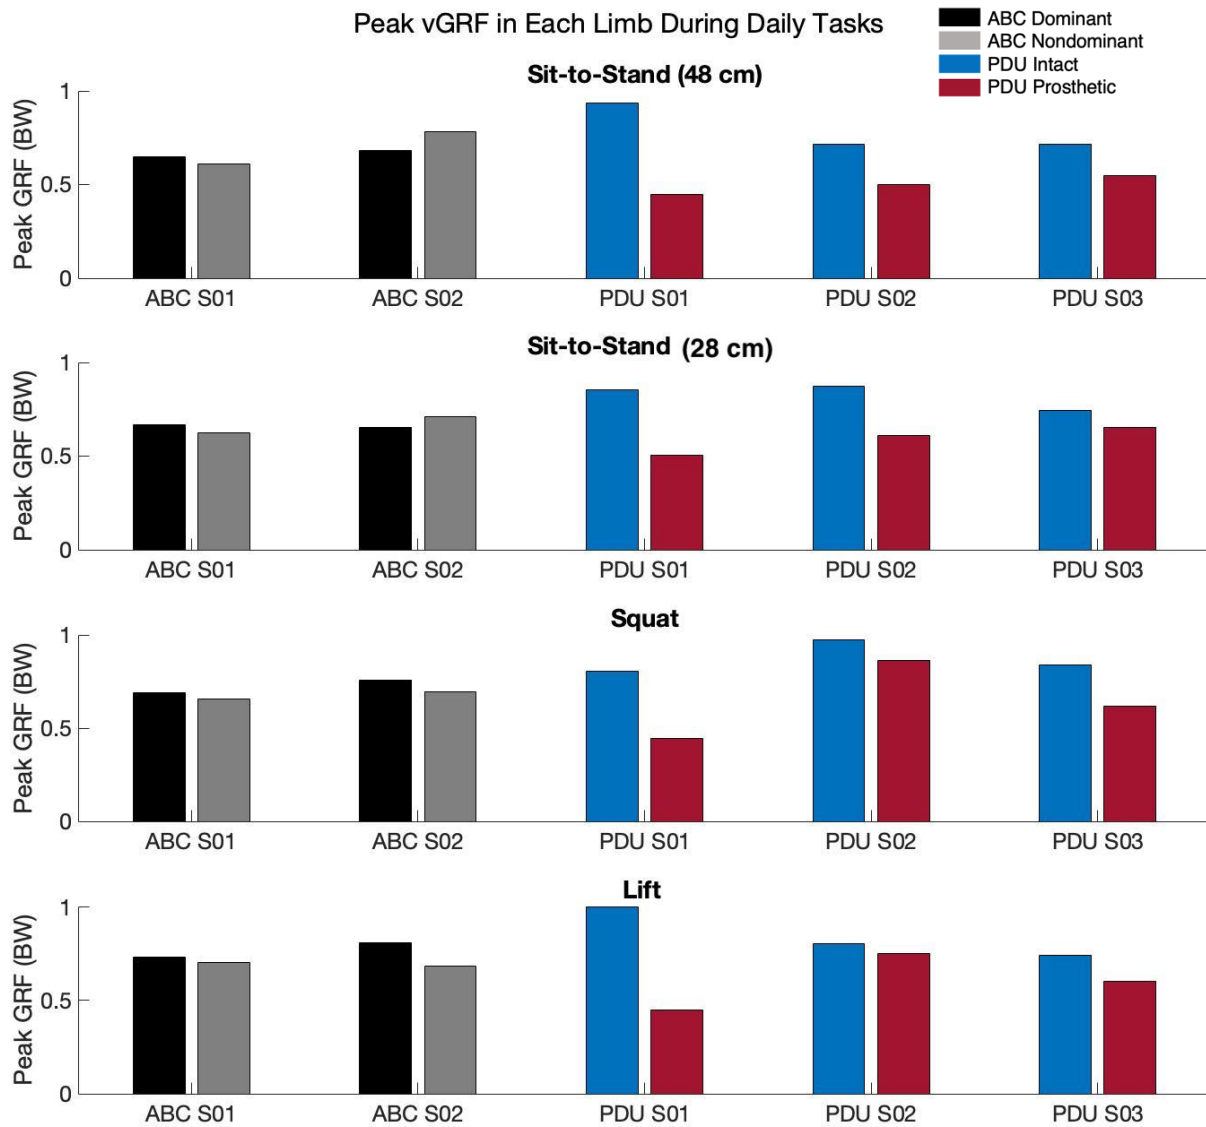 Peak vGRF in Each Limb During Daily Tasks
ABC Dominant
ABC Nondominant
PDU Intact
PDU Prosthetic
Sit-to-Stand (48 cm)
Peak GRF (BW)
1
0.5
0
ABC S01 ABC S02 PDU S01 PDU S02 PDU S03
Sit-to-Stand (28 cm)
Peak GRF (BW)
1
0.5
0
ABC S01 ABC S02 PDU S01 PDU S02 PDU S03
Squat
Peak GRF (BW)
1
0.5
0
ABC S01 ABC S02 PDU S01 PDU S02 PDU S03
Lift
Peak GRF (BW)
1
0.5
0
ABC S01 ABC S02 PDU S01 PDU S02 PDU S03